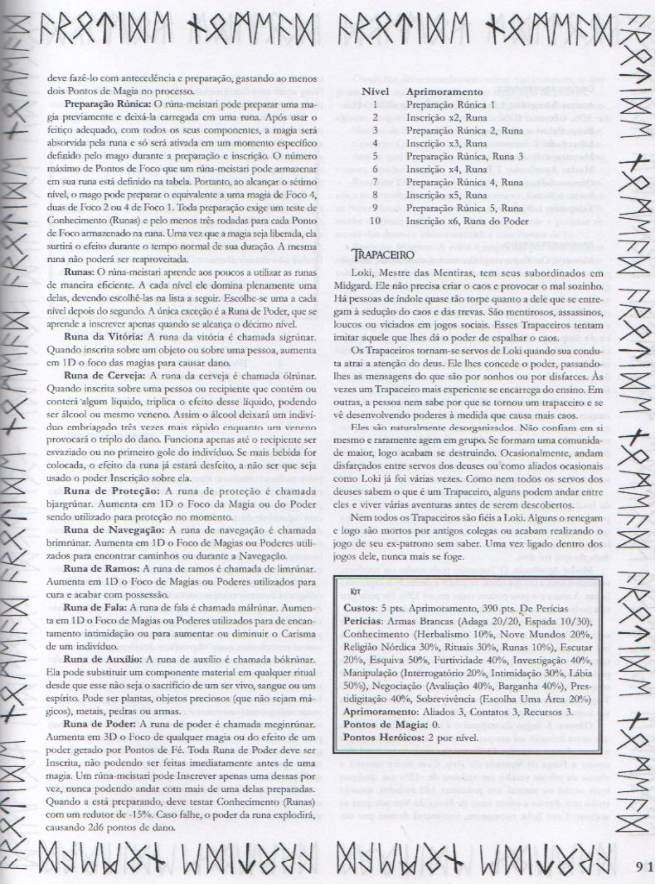 deve fazê-lo com antecedência e preparação, gastando ao menos
dois Pontos de Magia no processo.
Preparação Rúnica: O rúna-meistari pode preparar uma ma-
gia previamente e deixá-la carregada em uma runa. Após usar o
feitiço adequado, com todos os seus componentes, a magia será
absorvida pela runa e só será ativada em um momento específico
definido pelo mago durante a preparação e inscrição. O número
máximo de Pontos de Foco que um rúna-meistari pode armazenar
em sua runa está definido na tabela. Portanto, ao alcançar o sétimo
nível, o mago pode preparar o equivalente a uma magia de Foco 4,
duas de Foco 2 ou 4 de Foco 1. Toda preparação exige um teste de
Conhecimento (Runas) e pelo menos três rodadas para cada Ponto
de Foco armazenado na runa. Uma vez que a magia seja liberada, ela
surtirá o efeito durante o tempo normal de sua duração. A mesma
runa não poderá ser reaproveitada.
Runas: O rúna-meistari aprende aos poucos a utilizar as runas
de maneira eficiente. A cada nível ele domina plenamente uma
delas, devendo escolhê-las na lista a seguir. Escolhe-se uma a cada
nível depois do segundo. A única exceção é a Runa de Poder, que se
aprende a inscrever apenas quando se alcança o décimo nível.
Runa da Vitória: A runa da vitória é chamada sigrúnar.
Quando inscrita sobre um objeto ou sobre uma pessoa, aumenta
em 1D o foco das magias para causar dano.
Runa de Cerveja: A runa da cerveja é chamada ölrúnar.
Quando inscrita sobre uma pessoa ou recipiente que contém ou
conterá algum líquido, triplica o efeito desse líquido, podendo
ser álcool ou mesmo veneno. Assim o álcool deixará um indiví-
duo embriagado três vezes mais rápido enquanto um veneno
provocará o triplo do dano. Funciona apenas até o recipiente ser
esvaziado ou no primeiro gole do indivíduo. Se mais bebida for
colocada, o efeito da runa já estará desfeito, a não ser que seja
usado o poder Inscrição sobre ela.
Runa de Proteção: A runa de proteção é chamada
bjargrúnar. Aumenta em 1D o Foco da Magia ou do Poder
sendo utilizado para proteção no momento.
Runa de Navegação: A runa de navegação é chamada
brimrúnar. Aumenta em 1D o Foco de Magias ou Poderes utili-
zados para encontrar caminhos ou durante a Navegação.
Runa de Ramos: A runa de ramos é chamada de limrúnar.
Aumenta em 1D o Foco de Magias ou Poderes utilizados para
cura e acabar com possessão.
Runa de Fala: A runa de fala é chamada málrúnar. Aumen-
ta em 1D o Foco de Magias ou Poderes utilizados para de encan-
tamento intimidação ou para aumentar ou diminuir o Carisma
de um indivíduo.
Runa de Auxílio: A runa de auxílio é chamada bókrúnar.
Ela pode substituir um componente material em qualquer ritual
desde que esse não seja o sacrifício de um ser vivo, sangue ou um
espírito. Pode ser plantas, objetos preciosos (que não sejam má-
gicos), metais, pedras ou armas.
Runa de Poder: A runa de poder é chamada meginrúnar.
Aumenta em 3D o Foco de qualquer magia ou do efeito de um
poder gerado por Pontos de Fé. Toda Runa de Poder deve ser
Inscrita, não podendo ser feitas imediatamente antes de uma
magia. Um rúna-meistari pode Inscrever apenas uma dessas por
vez, nunca podendo andar com mais de uma delas preparadas.
Quando a está preparando, deve testar Conhecimento (Runas)
com um redutor de -15%. Caso falhe, o poder da runa explodirá,
causando 2d6 pontos de dano.
Nível Aprimoramento
1 Preparação Rúnica 1
2 Inscrição x2, Runa
3 Preparação Rúnica 2, Runa
4 Inscrição x3, Runa
5 Preparação Rúnica, Runa 3
6 Inscrição x4, Runa
7 Preparação Rúnica 4, Runa
8 Inscrição x5, Runa
9 Preparação Rúnica 5, Runa
10 Inscrição x6, Runa do Poder
TRAPACEIRO
Loki, Mestre das Mentiras, tem seus subordinados em
Midgard. Ele não precisa criar o caos e provocar o mal sozinho.
Há pessoas de índole quase tão torpe quanto a dele que se entre-
gam à sedução do caos e das trevas. São mentirosos, assassinos,
loucos ou viciados em jogos sociais. Esses Trapaceiros tentam
imitar aquele que lhes dá o poder de espalhar o caos.
Os Trapaceiros tornam-se servos de Loki quando sua condu-
ta atrai a atenção do deus. Ele lhes concede o poder, passando-
lhes as mensagens do que são por sonhos ou por disfarces. Às
vezes um Trapaceiro mais experiente se encarrega do ensino. Em
outras, a pessoa nem sabe por que se tornou um trapaceiro e se
vê desenvolvendo poderes à medida que causa mais caos.
Eles são naturalmente desorganizados. Não confiam em si
mesmo e raramente agem em grupo. Se formam uma comunida-
de maior, logo acabam se destruindo. Ocasionalmente, andam
disfarçados entre servos dos deuses ou como aliados ocasionais
como Loki já foi várias vezes. Como nem todos os servos dos
deuses sabem o que é um Trapaceiro, alguns podem andar entre
eles e viver várias aventuras antes de serem descobertos.
Nem todos os Trapaceiros são fiéis a Loki. Alguns o renegam
e logo são mortos por antigos colegas ou acabam realizando o
jogo de seu ex-patrono sem saber. Uma vez ligado dentro dos
jogos dele, nunca mais se foge.
KIT
Custos: 5 pts. Aprimoramento, 390 pts. De Perícias
Perícias: Armas Brancas (Adaga 20/20, Espada 10/30),
Conhecimento (Herbalismo 10%, Nove Mundos 20%,
Religião Nórdica 30%, Rituais 30%, Runas 10%), Escutar
20%, Esquiva 50%, Furtividade 40%, Investigação 40%,
Manipulação (Interrogatório 20%, Intimidação 30%, Lábia
50%), Negociação (Avaliação 40%, Barganha 40%), Pres-
tidigitação 40%, Sobrevivência (Escolha Uma Área 20%)
Aprimoramento: Aliados 3, Contatos 3, Recursos 3.
Pontos de Magia: 0.
Pontos Heróicos: 2 por nível.
91